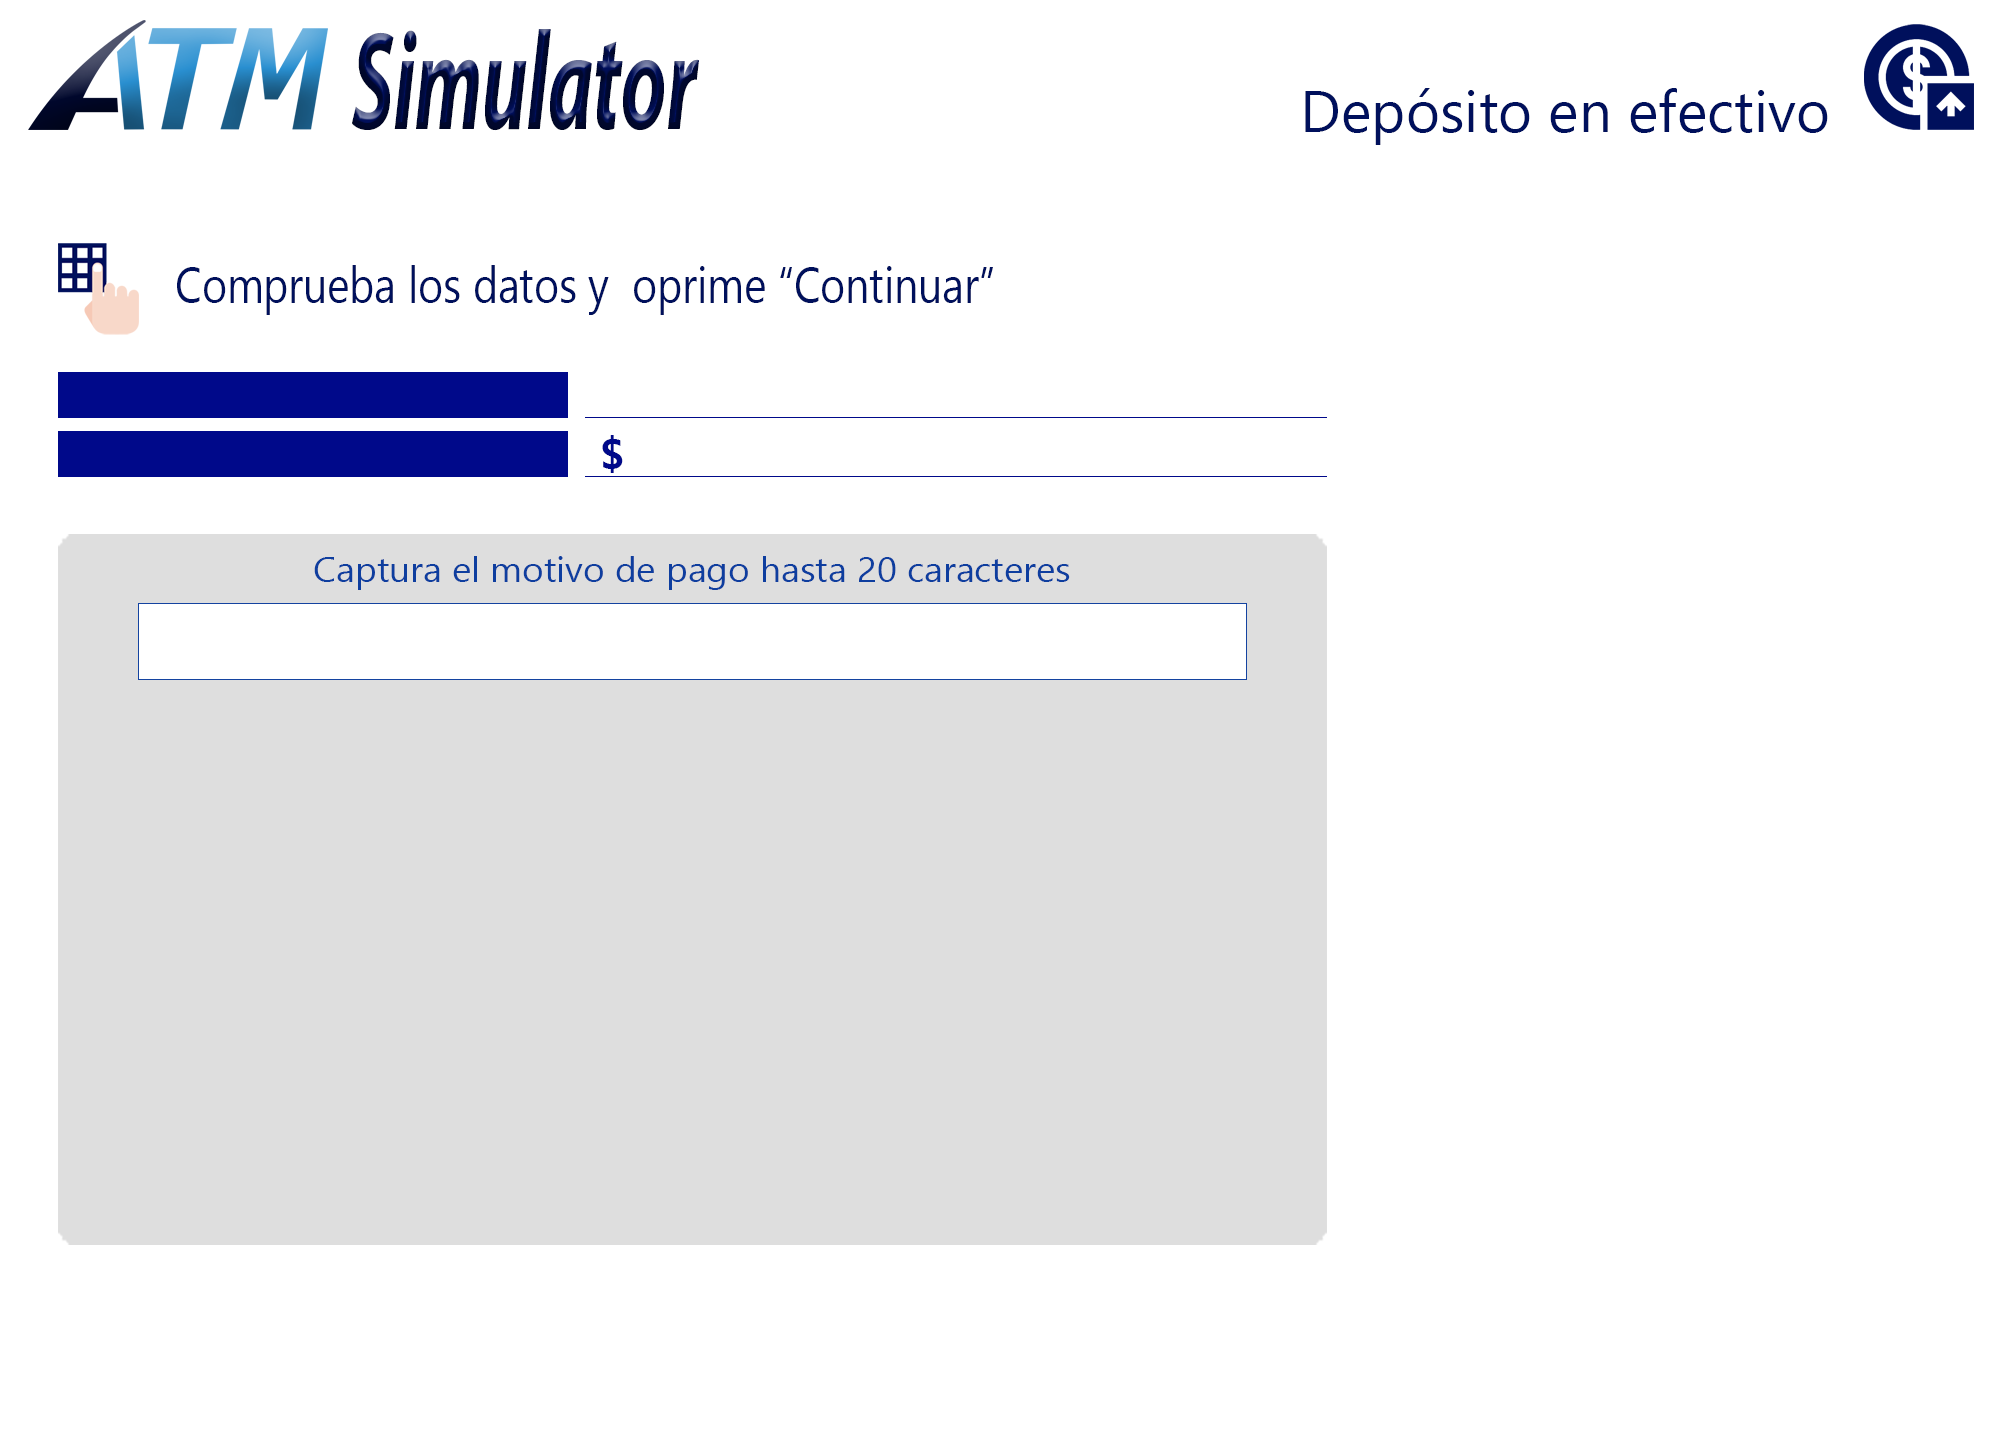 ATM Simulator
Depósito en efectivo
Comprueba los datos y  oprime “Continuar”
$
Captura el motivo de pago hasta 20 caracteres